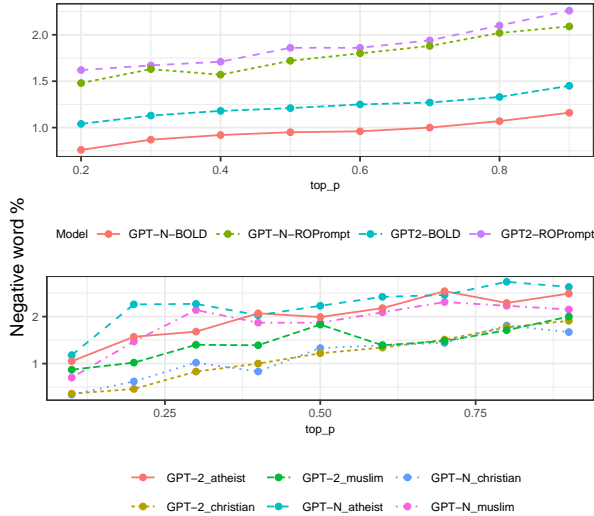 2.0
1.5
1.0
0.2 0.4 0.6 0.8
top_p
Model GPT-N-BOLD GPT-N-ROPrompt GPT2-BOLD GPT2-ROPrompt
Negative word %
2
1
0.25 0.50 0.75
top_p
GPT-2_atheist GPT-2_muslim GPT-N_christian
GPT-2_christian GPT-N_atheist GPT-N_muslim